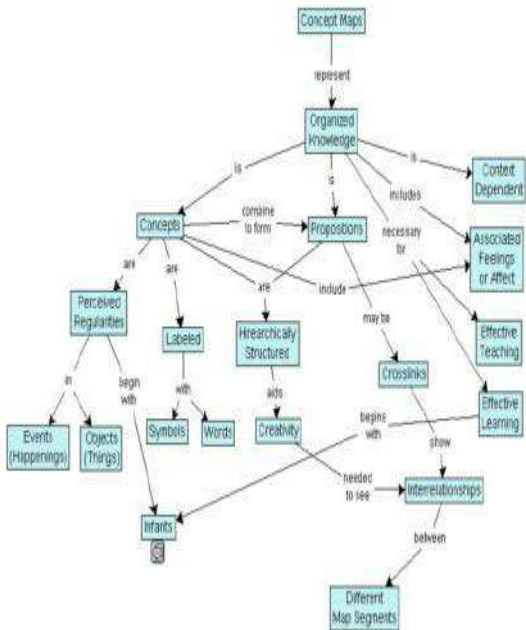 Concept Maps
represent
Organized
Knowledge
is
is
is
includes
Context
Dependent
necessary
for
Concepts
combine
to form
Propositions
Associated
Feelings
or Affect
are
are
are
include
may be
Perceived
Regularities
Labeled
Hirearchically
Structured
Effective
Teaching
Crosslinks
in
begin
with
with
aids
Effective
Learning
Events
(Happenings)
Cojects
(Things)
Symbols
Words
Creativity
begins
with
show
needed
to see
Interrelationships
Infants
between
Different
Map Segments